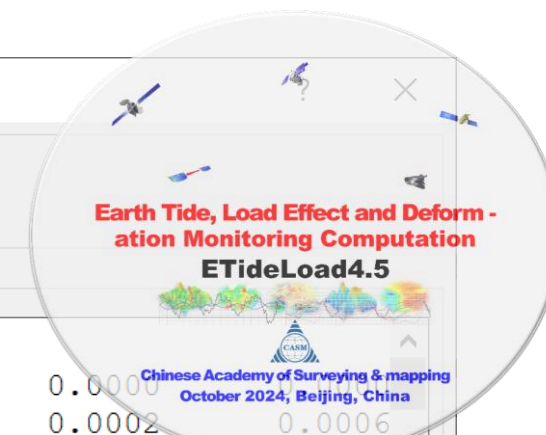 ?
Earth Tide, Load Effect and Deform -
ation Monitoring Computation
ETideLoad4.5
CASM
Chinese Academy of Surveying & mapping
October 2024, Beijing, China
0.0000
0.0002 0.0006